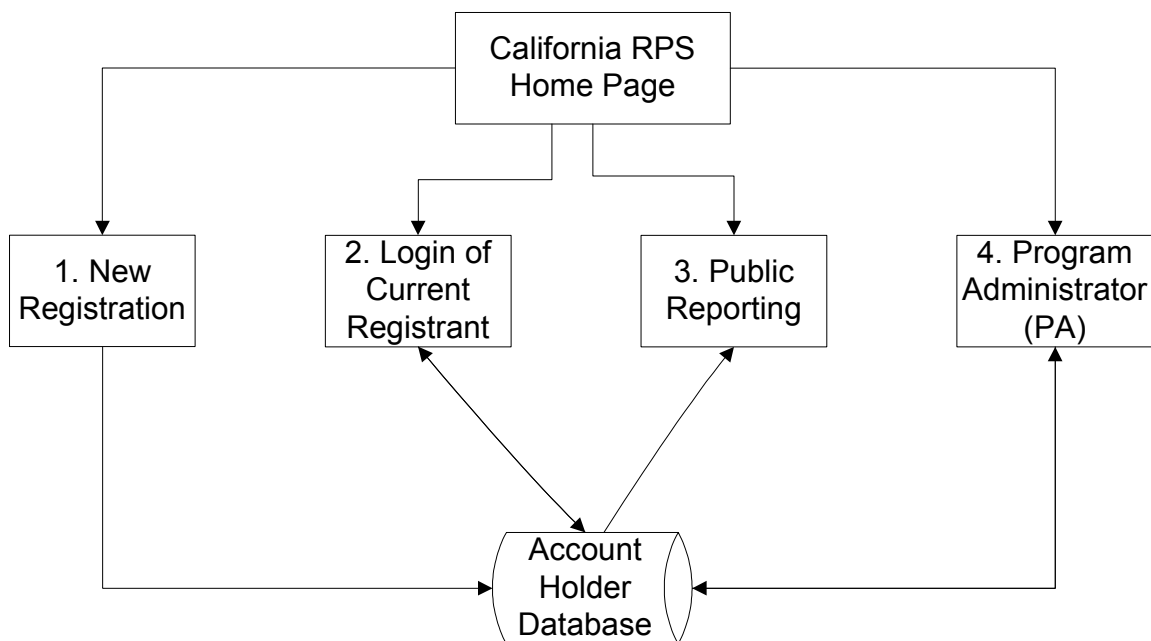 California RPS
Home Page
1. New
Registration
2. Login of
Current
Registrant
3. Public
Reporting
4. Program
Administrator
(PA)
Account
Holder
Database